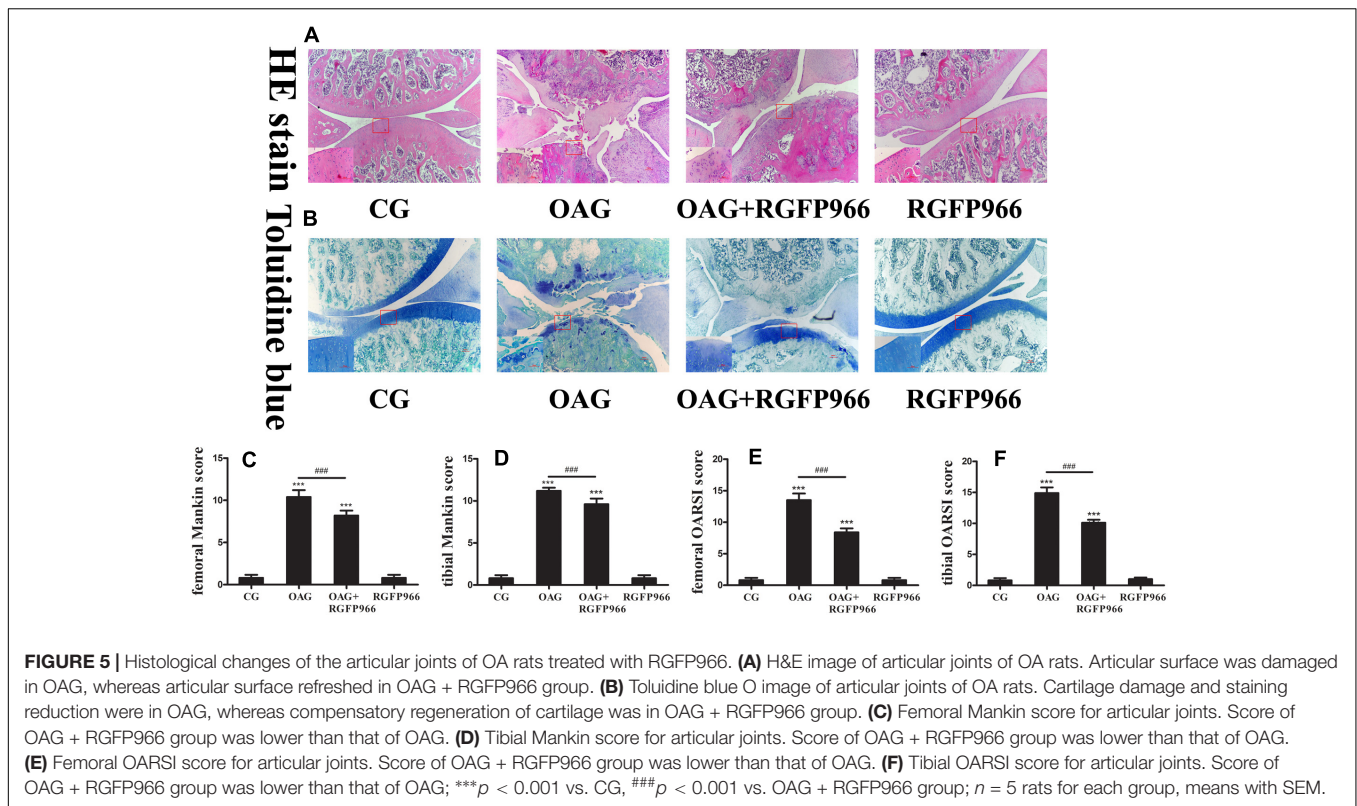 A
HE stain
CG OAG OAG+RGFP966 RGFP966
B
Toluidine blue
CG OAG OAG+RGFP966 RGFP966
C
femoral Mankin score
15
10
5
0
***
###
***
CG OAG OAG+ RGFP966
RGFP966
D
tibial Mankin score
15
10
5
0
***
###
***
CG OAG OAG+ RGFP966
RGFP966
E
femoral OARSI score
20
15
10
5
0
***
###
***
CG OAG OAG+ RGFP966
RGFP966
F
tibial OARSI score
20
15
10
5
0
***
###
***
CG OAG OAG+ RGFP966
RGFP966
FIGURE 5 | Histological changes of the articular joints of OA rats treated with RGFP966. (A) H&E image of articular joints of OA rats. Articular surface was damaged
in OAG, whereas articular surface refreshed in OAG + RGFP966 group. (B) Toluidine blue O image of articular joints of OA rats. Cartilage damage and staining
reduction were in OAG, whereas compensatory regeneration of cartilage was in OAG + RGFP966 group. (C) Femoral Mankin score for articular joints. Score of
OAG + RGFP966 group was lower than that of OAG. (D) Tibial Mankin score for articular joints. Score of OAG + RGFP966 group was lower than that of OAG.
(E) Femoral OARSI score for articular joints. Score of OAG + RGFP966 group was lower than that of OAG. (F) Tibial OARSI score for articular joints. Score of
OAG + RGFP966 group was lower than that of OAG; ***p < 0.001 vs. CG, ###p < 0.001 vs. OAG + RGFP966 group; n = 5 rats for each group, means with SEM.